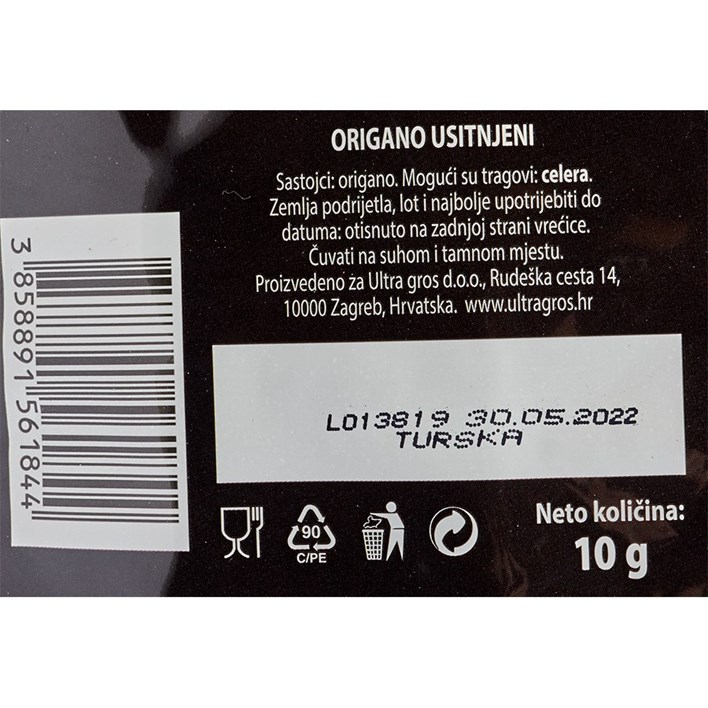 ORIGANO USITNJENI
Sastojci: origano. Mogući su tragovi: celera.
Zemlja podrijetla, lot i najbolje upotrijebiti do
datuma: otisnuto na zadnjoj strani vrećice.
Čuvati na suhom i tamnom mjestu.
Proizvedeno za Ultra gros d.o.o., Rudeška cesta 14,
10000 Zagreb, Hrvatska. www.ultragros.hr
3 858891 561844
L013819 30.05.2022
TURSKA
90
C/PE
Neto količina:
10 g